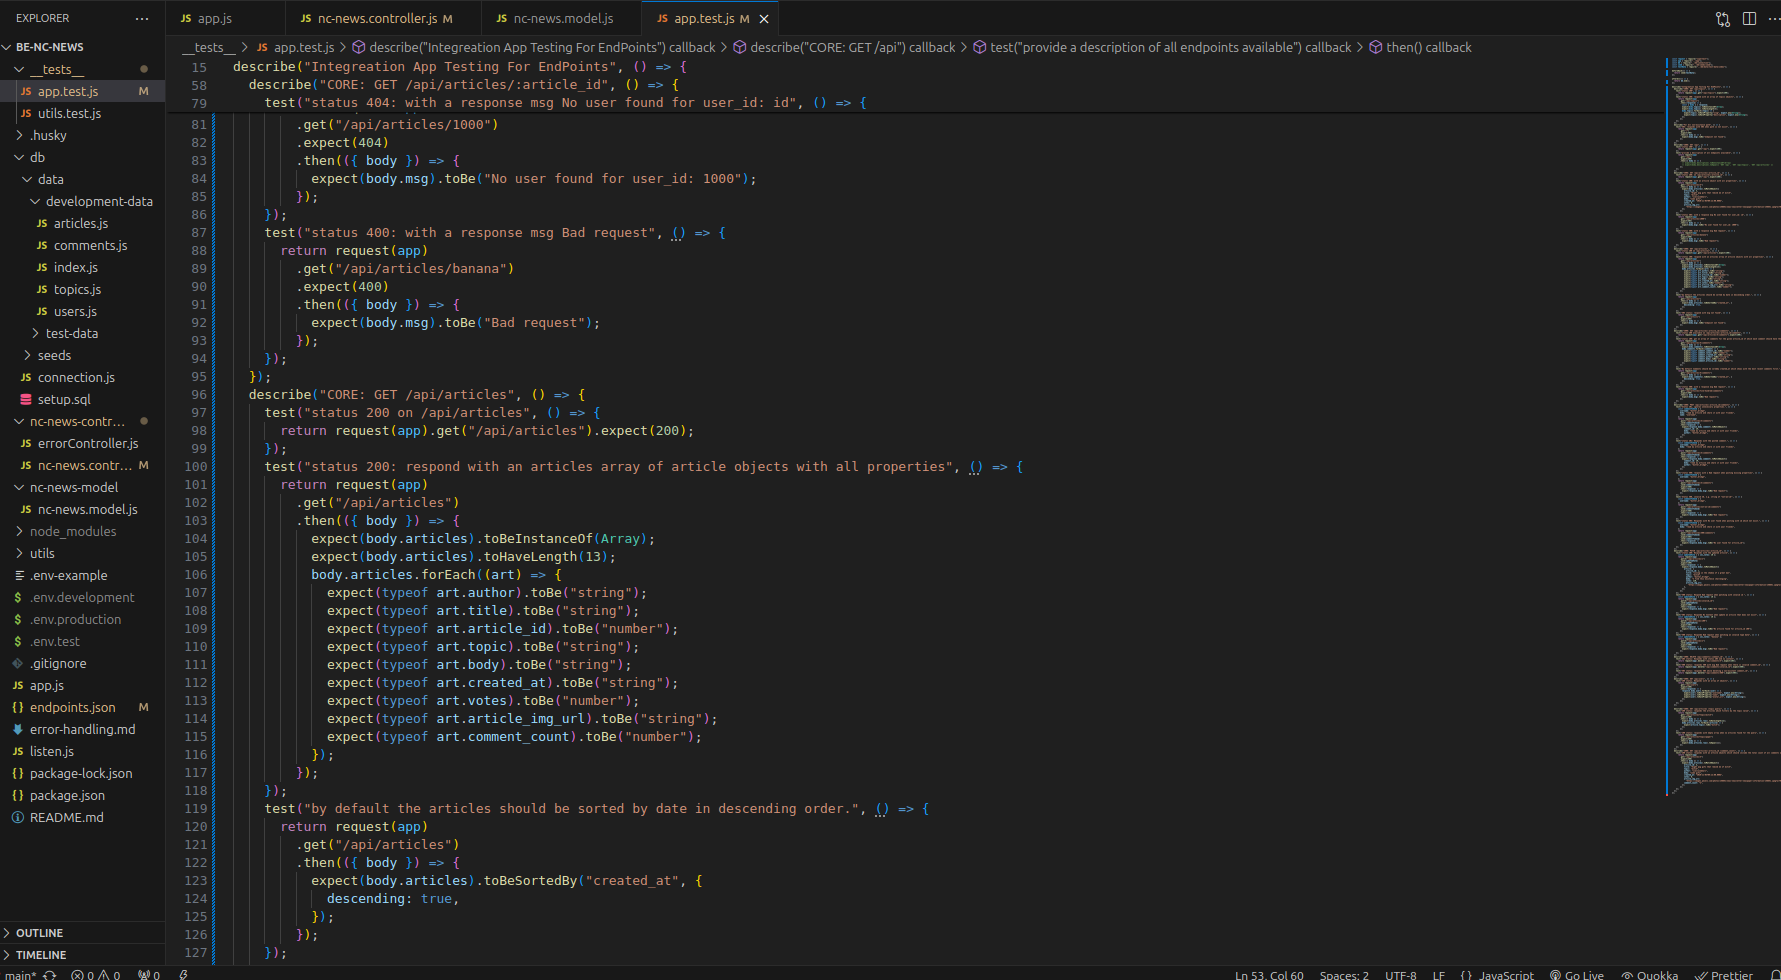 EXPLORER ···
BE-NC-NEWS
__tests__
JS app.test.js M
JS utils.test.js
.husky
db
data
development-data
JS articles.js
JS comments.js
JS index.js
JS topics.js
JS users.js
test-data
seeds
JS connection.js
setup.sql
nc-news-contr...
JS errorController.js
JS nc-news.contr... M
nc-news-model
JS nc-news.model.js
node_modules
utils
.env-example
$ .env.development
$ .env.production
$ .env.test
.gitignore
JS app.js
{} endpoints.json M
error-handling.md
JS listen.js
{} package-lock.json
{} package.json
README.md
OUTLINE
TIMELINE
JS app.js
JS nc-news.controller.js M
JS nc-news.model.js
JS app.test.js M ×
__tests__ > JS app.test.js > describe("Integreation App Testing For EndPoints") callback > describe("CORE: GET /api") callback > test("provide a description of all endpoints available") callback > then() callback
15 describe("Integreation App Testing For EndPoints", () => {
58 describe("CORE: GET /api/articles/:article_id", () => {
79 test("status 404: with a response msg No user found for user_id: id", () => {
81 .get("/api/articles/1000")
82 .expect(404)
83 .then(({ body }) => {
84 expect(body.msg).toBe("No user found for user_id: 1000");
85 });
86 });
87 test("status 400: with a response msg Bad request", () => {
88 return request(app)
89 .get("/api/articles/banana")
90 .expect(400)
91 .then(({ body }) => {
92 expect(body.msg).toBe("Bad request");
93 });
94 });
95 });
96 describe("CORE: GET /api/articles", () => {
97 test("status 200 on /api/articles", () => {
98 return request(app).get("/api/articles").expect(200);
99 });
100 test("status 200: respond with an articles array of article objects with all properties", () => {
101 return request(app)
102 .get("/api/articles")
103 .then(({ body }) => {
104 expect(body.articles).toBeInstanceOf(Array);
105 expect(body.articles).toHaveLength(13);
106 body.articles.forEach((art) => {
107 expect(typeof art.author).toBe("string");
108 expect(typeof art.title).toBe("string");
109 expect(typeof art.article_id).toBe("number");
110 expect(typeof art.topic).toBe("string");
111 expect(typeof art.body).toBe("string");
112 expect(typeof art.created_at).toBe("string");
113 expect(typeof art.votes).toBe("number");
114 expect(typeof art.article_img_url).toBe("string");
115 expect(typeof art.comment_count).toBe("number");
116 });
117 });
118 });
119 test("by default the articles should be sorted by date in descending order.", () => {
120 return request(app)
121 .get("/api/articles")
122 .then(({ body }) => {
123 expect(body.articles).toBeSortedBy("created_at", {
124 descending: true,
125 });
126 });
127 });
main* 0 0 0 Ln 53, Col 60 Spaces: 2 UTF-8 LF {} JavaScript Go Live Quokka Prettier